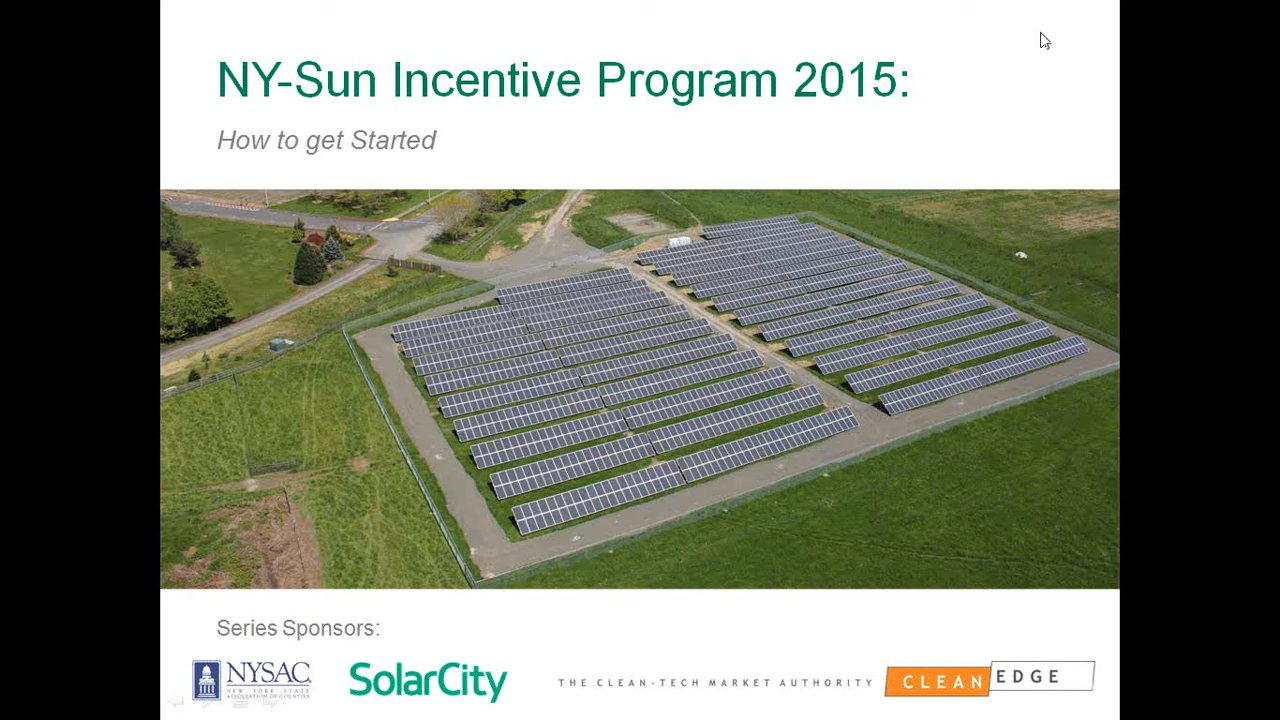 NY-Sun Incentive Program 2015:
How to get Started
Series Sponsors:
NYSAC
NEW YORK STATE
ASSOCIATION OF COUNTIES
SolarCity
THE CLEAN-TECH MARKET AUTHORITY
CLEAN EDGE